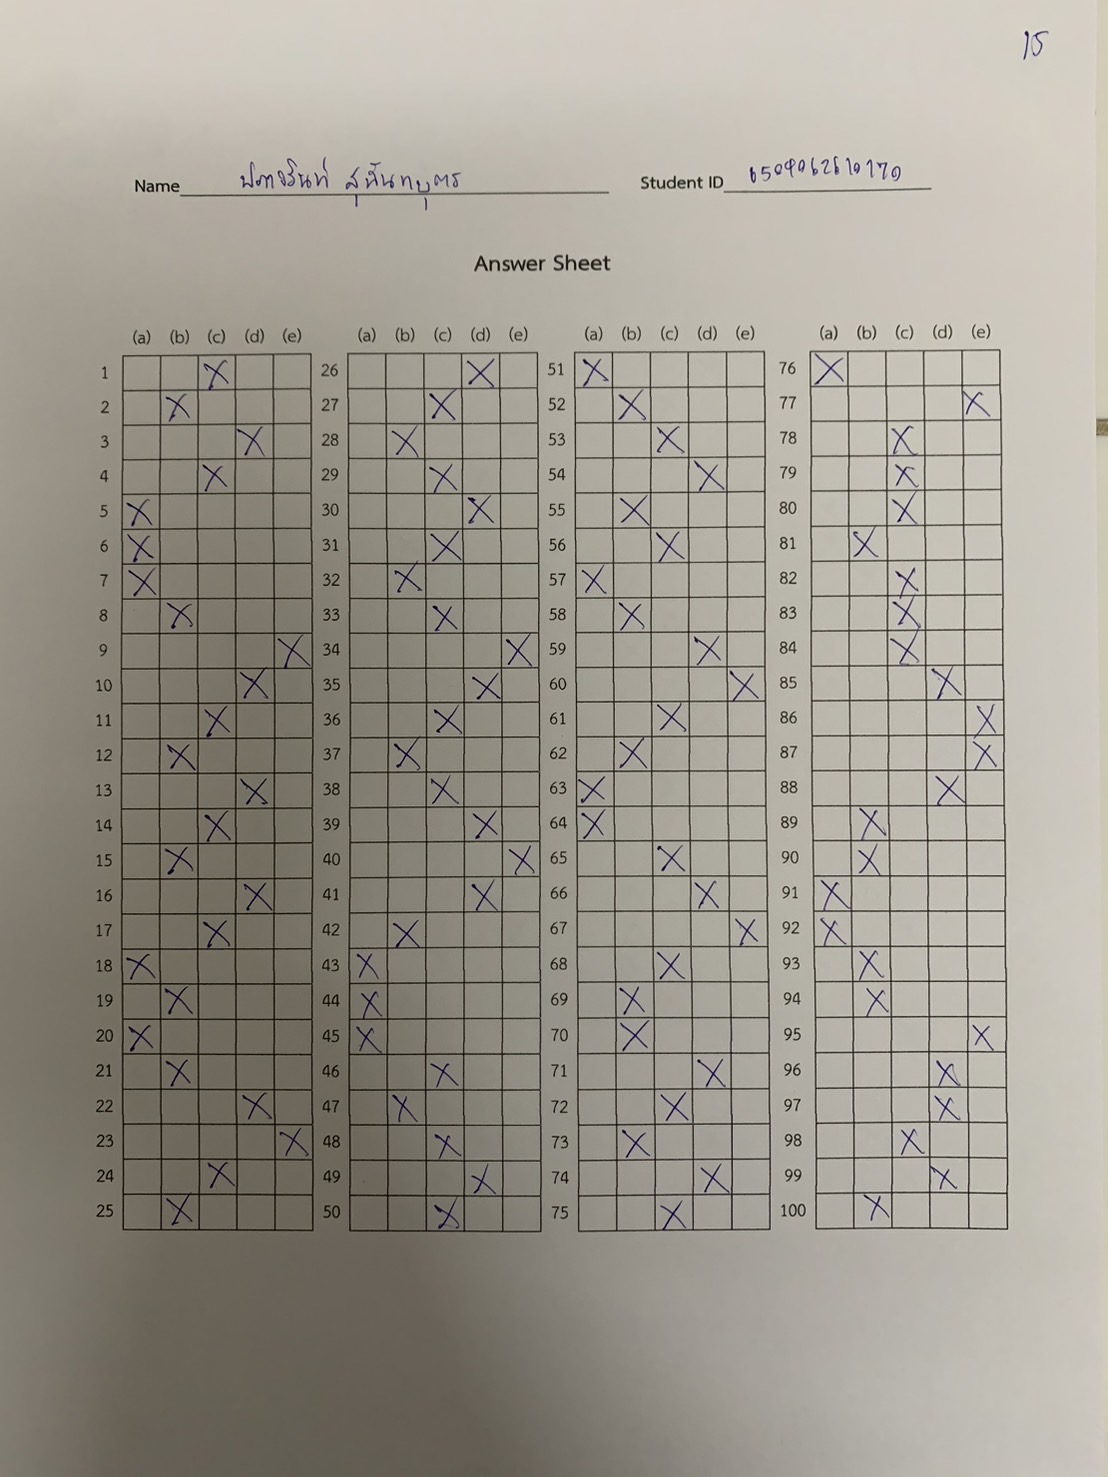 15
Name ปภาวรินท์ สุนันทบุตร Student ID 6504062610170
Answer Sheet
(a) (b) (c) (d) (e) (a) (b) (c) (d) (e) (a) (b) (c) (d) (e) (a) (b) (c) (d) (e)
1 X 26 X 51 X 76 X
2 X 27 X 52 X 77 X
3 X 28 X 53 X 78 X
4 X 29 X 54 X 79 X
5 X 30 X 55 X 80 X
6 X 31 X 56 X 81 X
7 X 32 X 57 X 82 X
8 X 33 X 58 X 83 X
9 X 34 X 59 X 84 X
10 X 35 X 60 X 85 X
11 X 36 X 61 X 86 X
12 X 37 X 62 X 87 X
13 X 38 X 63 X 88 X
14 X 39 X 64 X 89 X
15 X 40 X 65 X 90 X
16 X 41 X 66 X 91 X
17 X 42 X 67 X 92 X
18 X 43 X 68 X 93 X
19 X 44 X 69 X 94 X
20 X 45 X 70 X 95 X
21 X 46 X 71 X 96 X
22 X 47 X 72 X 97 X
23 X 48 X 73 X 98 X
24 X 49 X 74 X 99 X
25 X 50 X 75 X 100 X